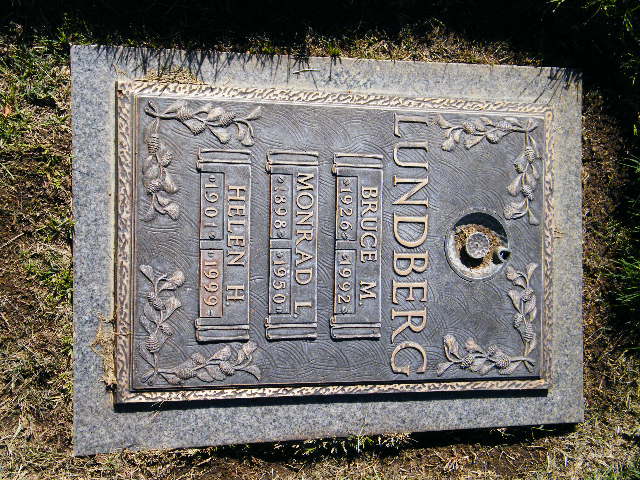 LUNDBERG
BRUCE M.
1926 1992
MONRAD L.
1898 1950
HELEN H.
1901 1999